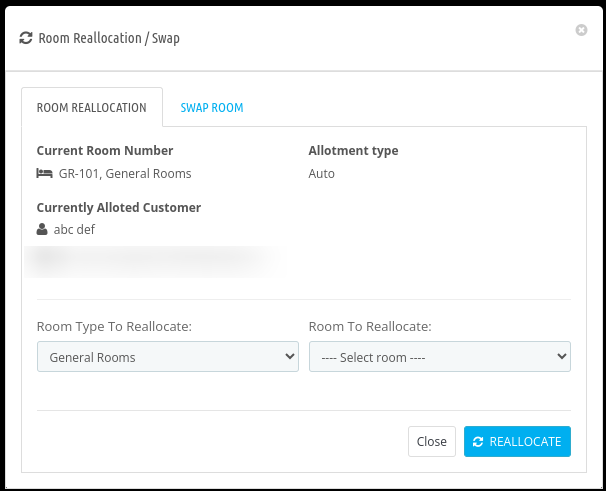 Room Reallocation / Swap
ROOM REALLOCATION SWAP ROOM
Current Room Number Allotment type
GR-101, General Rooms Auto
Currently Alloted Customer
abc def
Room Type To Reallocate: Room To Reallocate:
General Rooms ---- Select room ----
Close REALLOCATE